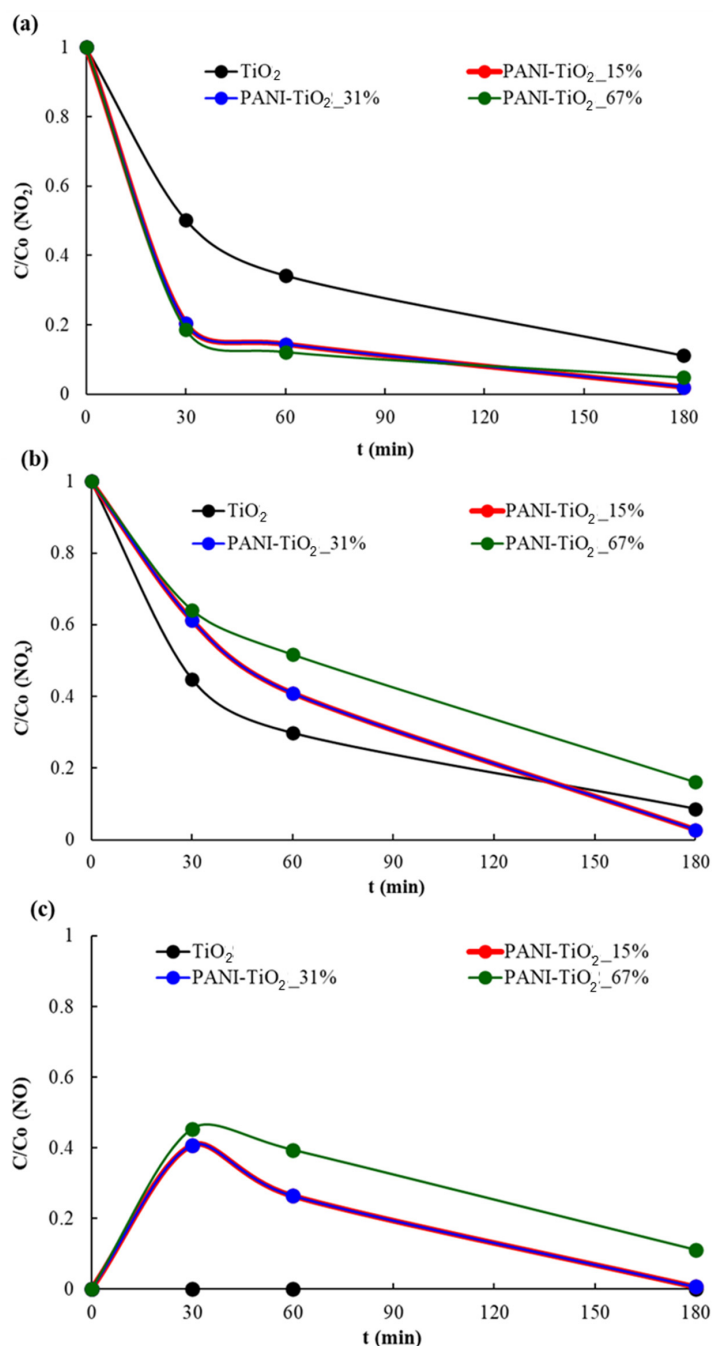 (a)
1
TiO₂ PANI-TiO₂_15%
PANI-TiO₂_31% PANI-TiO₂_67%
0.8
0.6
0.4
0.2
0
C/Co (NO₂)
0 30 60 90 120 150 180
t (min)
(b)
1
TiO₂ PANI-TiO₂_15%
PANI-TiO₂_31% PANI-TiO₂_67%
0.8
0.6
0.4
0.2
0
C/Co (NOₓ)
0 30 60 90 120 150 180
t (min)
(c)
1
TiO₂ PANI-TiO₂_15%
PANI-TiO₂_31% PANI-TiO₂_67%
0.8
0.6
0.4
0.2
0
C/Co (NO)
0 30 60 90 120 150 180
t (min)